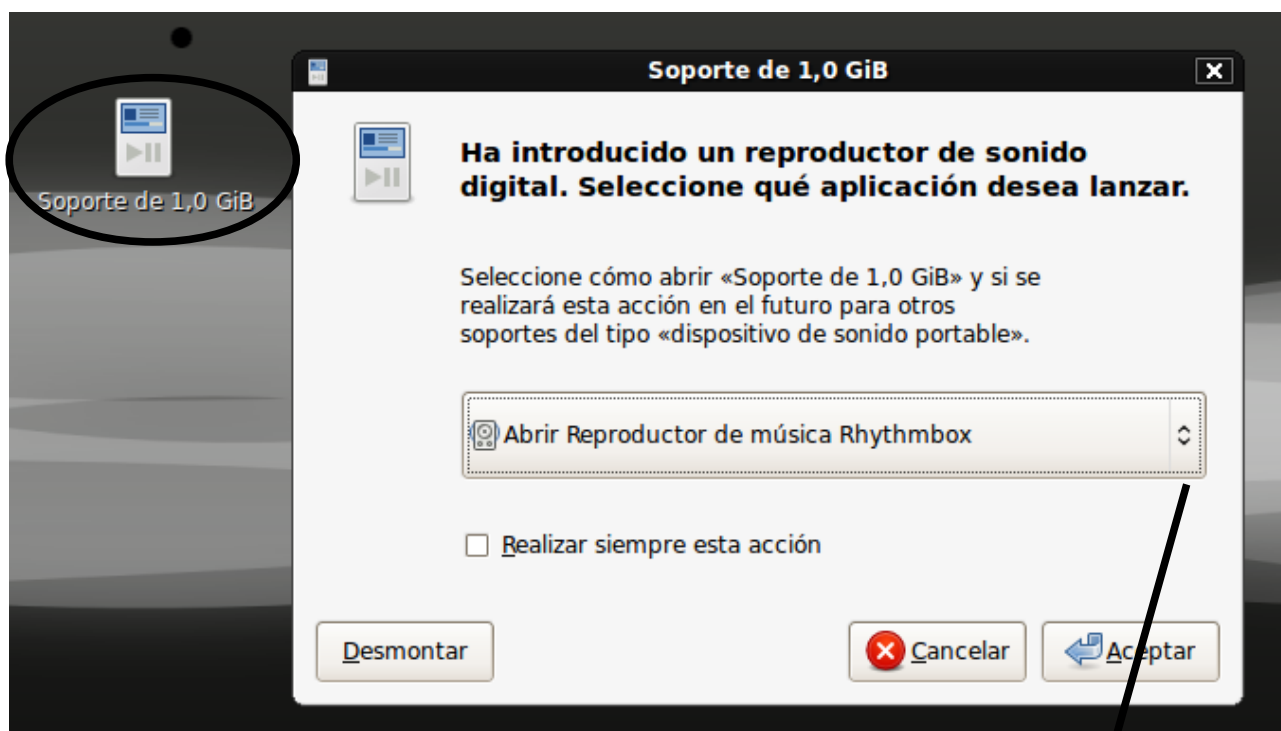 Soporte de 1,0 GiB
Soporte de 1,0 GiB
Ha introducido un reproductor de sonido
digital. Seleccione qué aplicación desea lanzar.
Seleccione cómo abrir «Soporte de 1,0 GiB» y si se
realizará esta acción en el futuro para otros
soportes del tipo «dispositivo de sonido portable».
Abrir Reproductor de música Rhythmbox
Realizar siempre esta acción
Desmontar
Cancelar
Aceptar